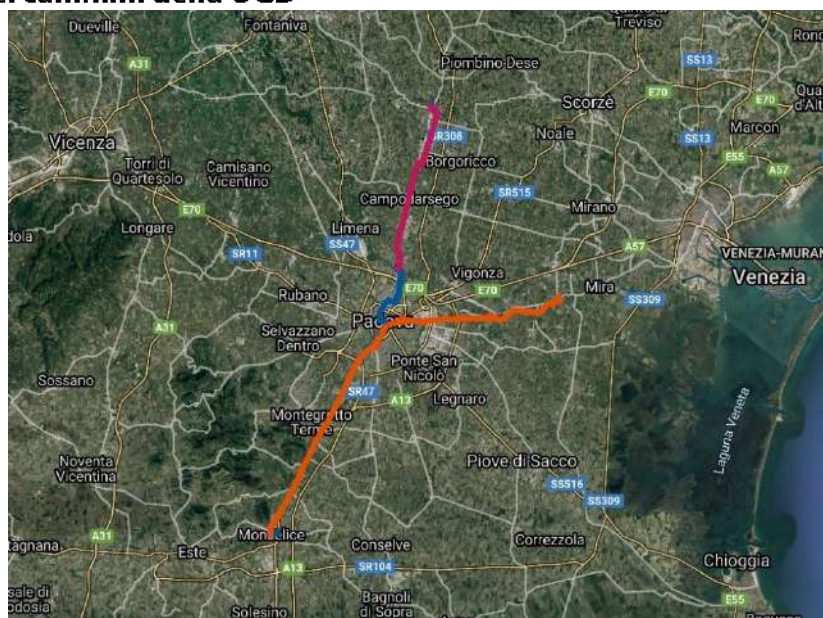 Dueville
Fontaniva
Treviso
A31
Piombino Dese
SS13
Scorzè
E70
E70
Vicenza
SR308
Noale
Marcon
SS13
Torri di
Quartesolo
Camisano
Vicentino
Borgoricco
E55
A57
Campodarsego
SR515
E70
Mirano
Longare
Limena
SS47
SR11
A57
VENEZIA-MURAN
Venezia
Vigonza
E70
E70
Mira
SS309
Rubano
A31
Padova
Selvazzano
Dentro
Ponte San
Nicolò
Sossano
SR47
A13
Legnaro
Montegrotto
Terme
Laguna Veneta
Noventa
Vicentina
Piove di Sacco
SS516
SS309
A31
Monselice
Este
Conselve
Correzzola
A13
SR104
Chioggia
Bagnoli
di Sopra
E55
Solesino